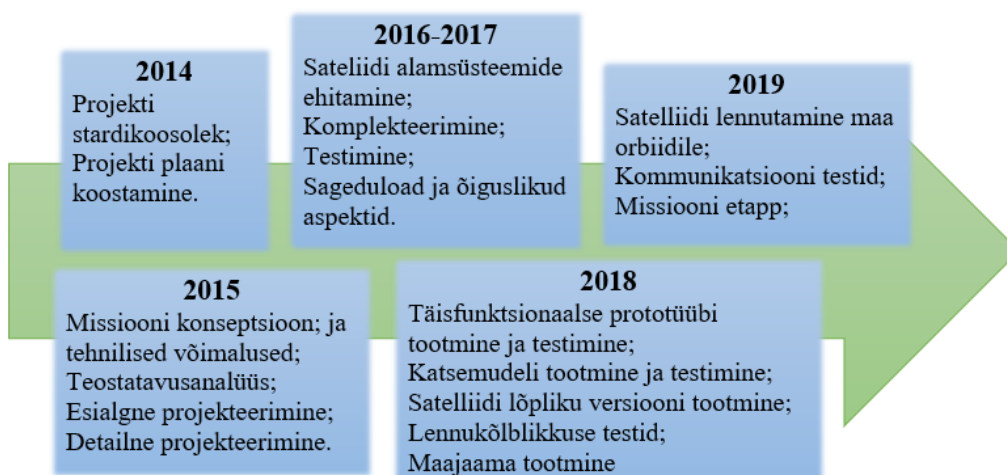 2014
Projekti
stardikoosolek;
Projekti plaani
koostamine.
2015
Missiooni konseptsioon; ja
tehnilised võimalused;
Teostatavusanalüüs;
Esialgne projekteerimine;
Detailne projekteerimine.
2016-2017
Sateliidi alamsüsteemide
ehitamine;
Komplekteerimine;
Testimine;
Sageduload ja õiguslikud
aspektid.
2018
Täisfunktsionaalse prototüübi
tootmine ja testimine;
Katsemudeli tootmine ja testimine;
Satelliidi lõpliku versiooni tootmine;
Lennukõlblikkuse testid;
Maajaama tootmine
2019
Satelliidi lennutamine maa
orbiidile;
Kommunikatsiooni testid;
Missiooni etapp;